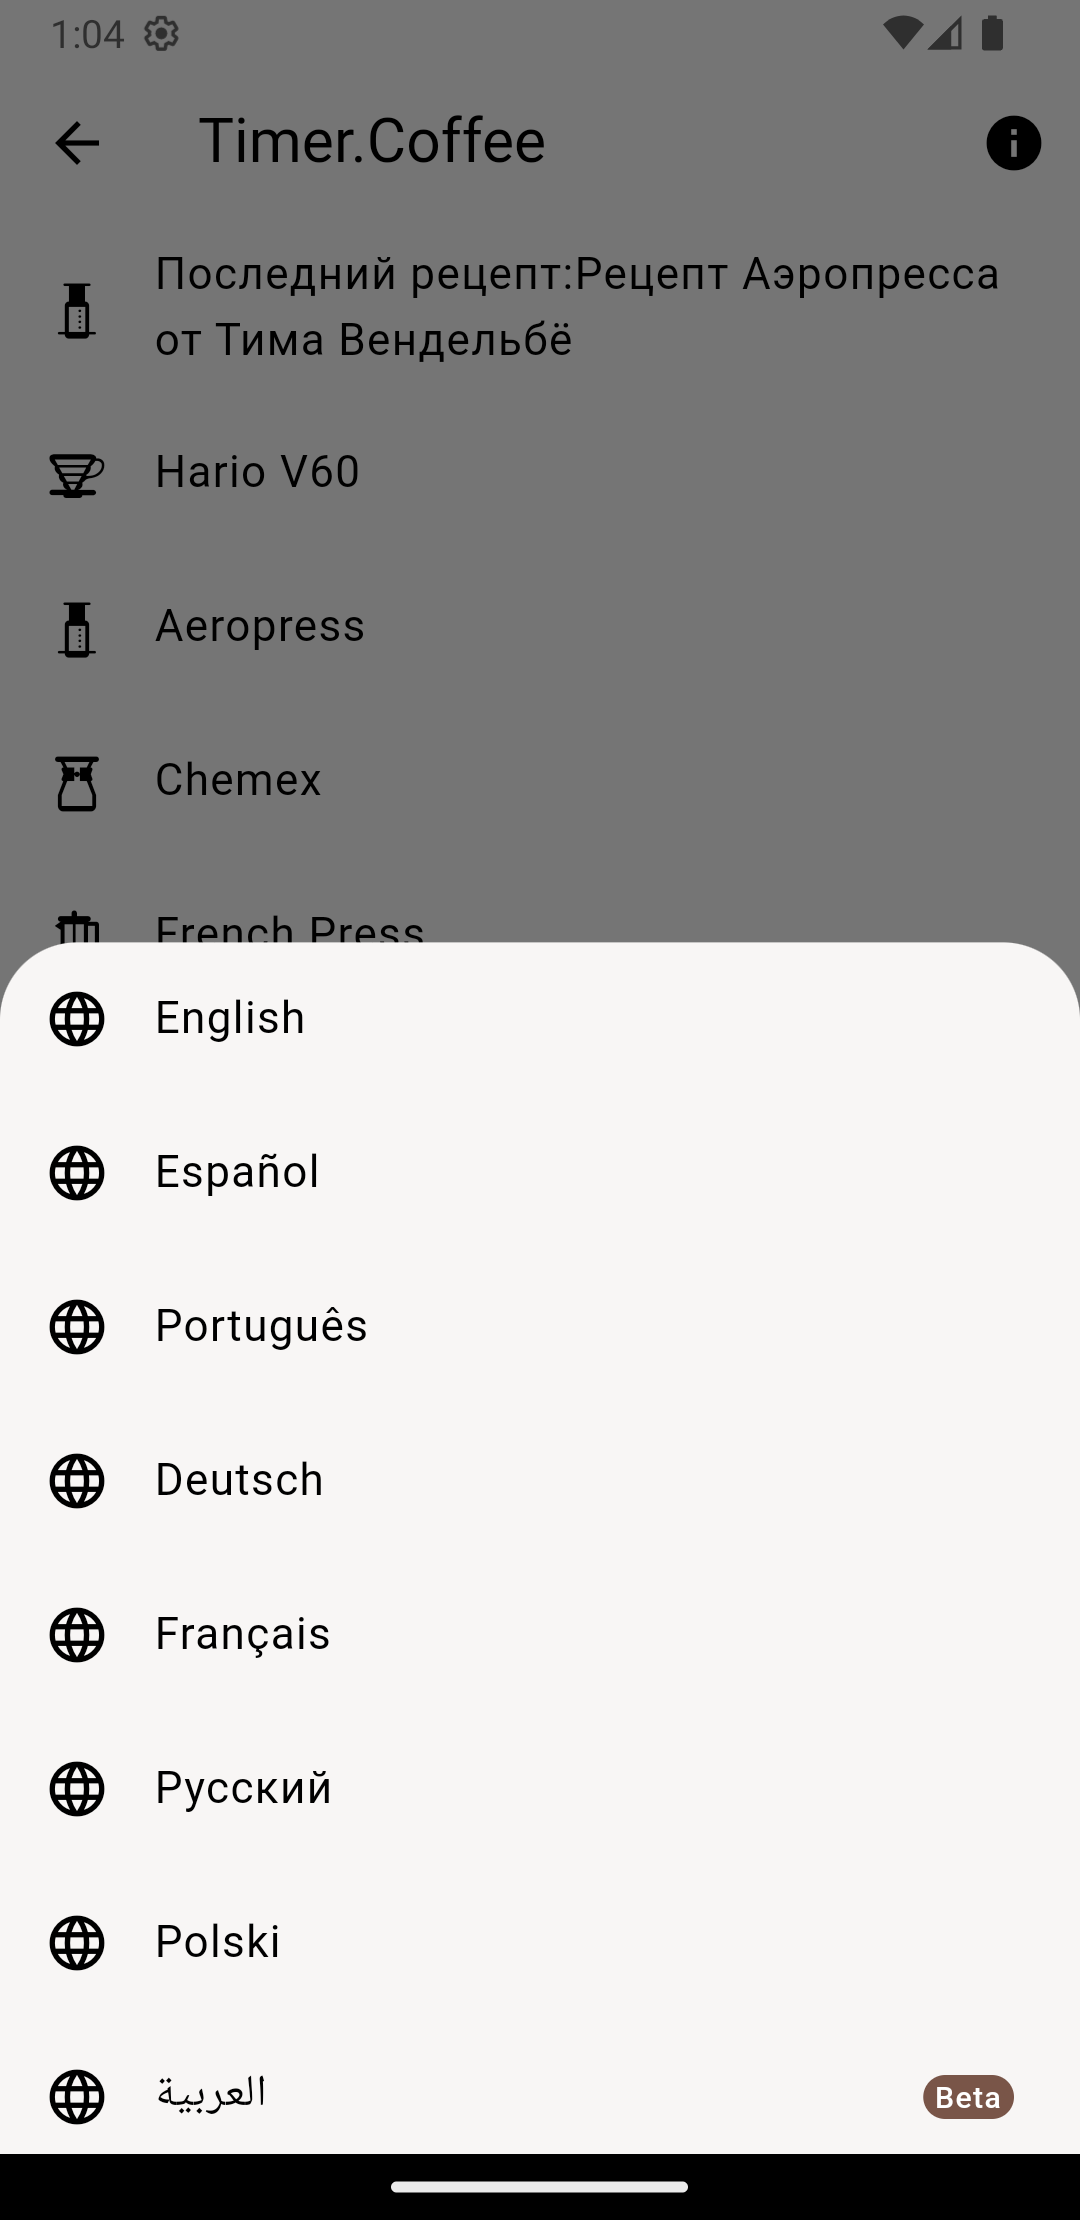 1:04
Timer.Coffee
Последний рецепт:Рецепт Аэропресса
от Тима Вендельбё
Hario V60
Aeropress
Chemex
French Press
English
Español
Português
Deutsch
Français
Русский
Polski
العربية
Beta